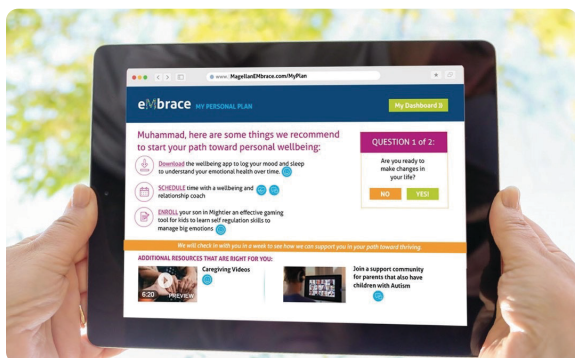 www. MagellanEMbrace.com/MyPlan
eMbrace MY PERSONAL PLAN
My Dashboard
Muhammad, here are some things we recommend
to start your path toward personal wellbeing:
Download the wellbeing app to log your mood and sleep
to understand your emotional health over time.
SCHEDULE time with a wellbeing and
relationship coach
ENROLL your son in Mightier an effective gaming
tool for kids to learn self regulation skills to
manage big emotions
QUESTION 1 of 2:
Are you ready
to make changes in
your life?
NO
YES!
We will check in with you in a week to see how we can support you in your path toward thriving.
ADDITIONAL RESOURCES THAT ARE RIGHT FOR YOU:
6:20
PREVIEW
Caregiving Videos
Join a support community
for parents that also have
children with Autism